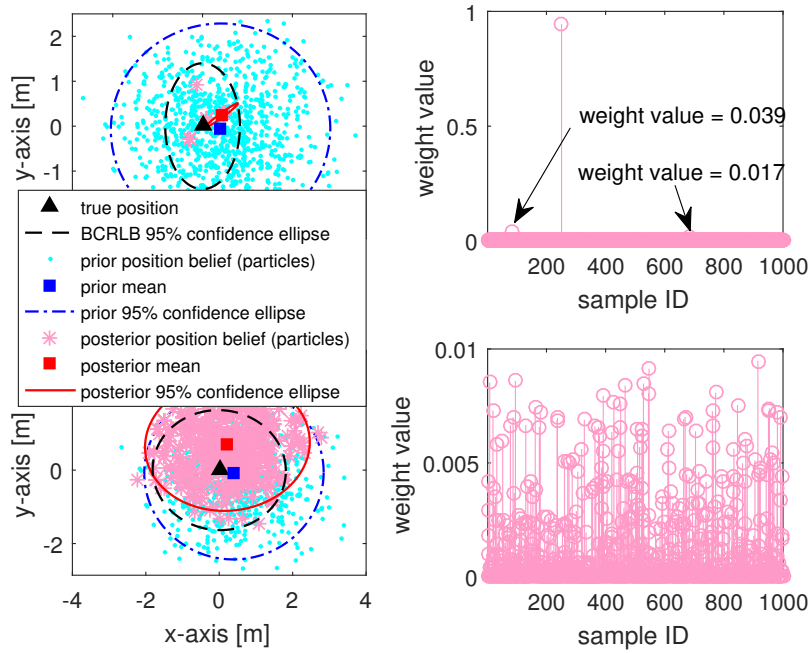 2
1
0
-1
y-axis [m]
true position
BCRLB 95% confidence ellipse
prior position belief (particles)
prior mean
prior 95% confidence ellipse
posterior position belief (particles)
posterior mean
posterior 95% confidence ellipse
0
-2
y-axis [m]
-4 -2 0 2 4
x-axis [m]
1
0.5
0
weight value
weight value = 0.039
weight value = 0.017
200 400 600 800 1000
sample ID
0.01
0.005
0
weight value
200 400 600 800 1000
sample ID